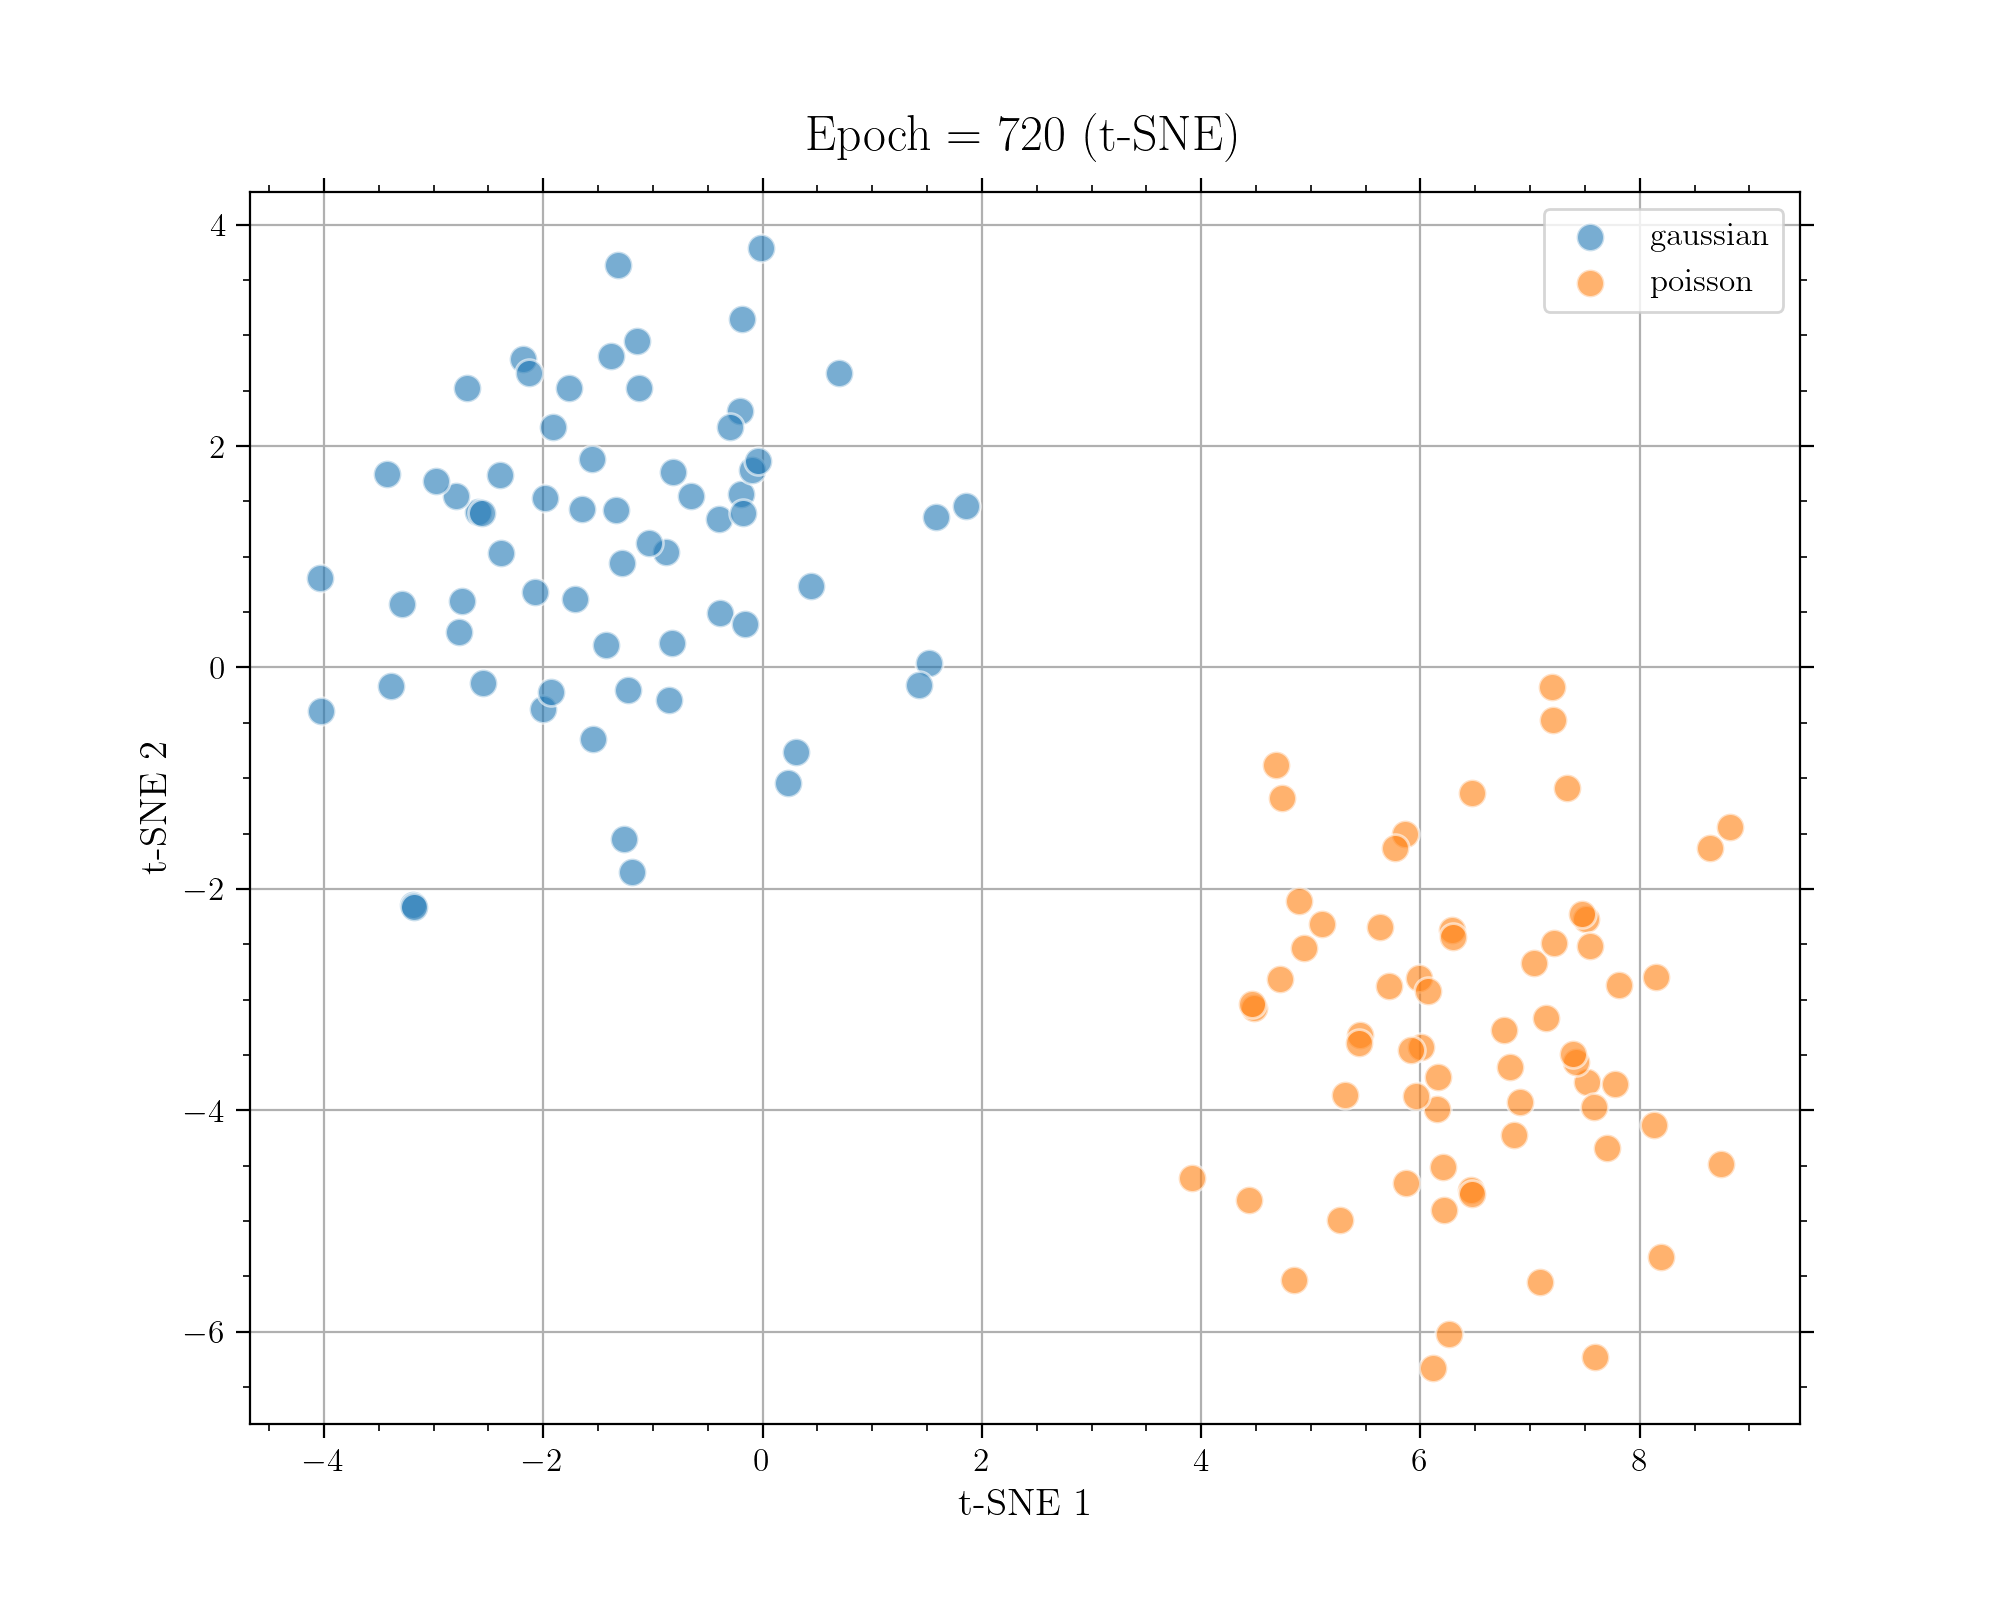 Epoch = 720 (t-SNE)
gaussian
poisson
4
2
0
−2
−4
−6
t-SNE 2
−4 −2 0 2 4 6 8
t-SNE 1